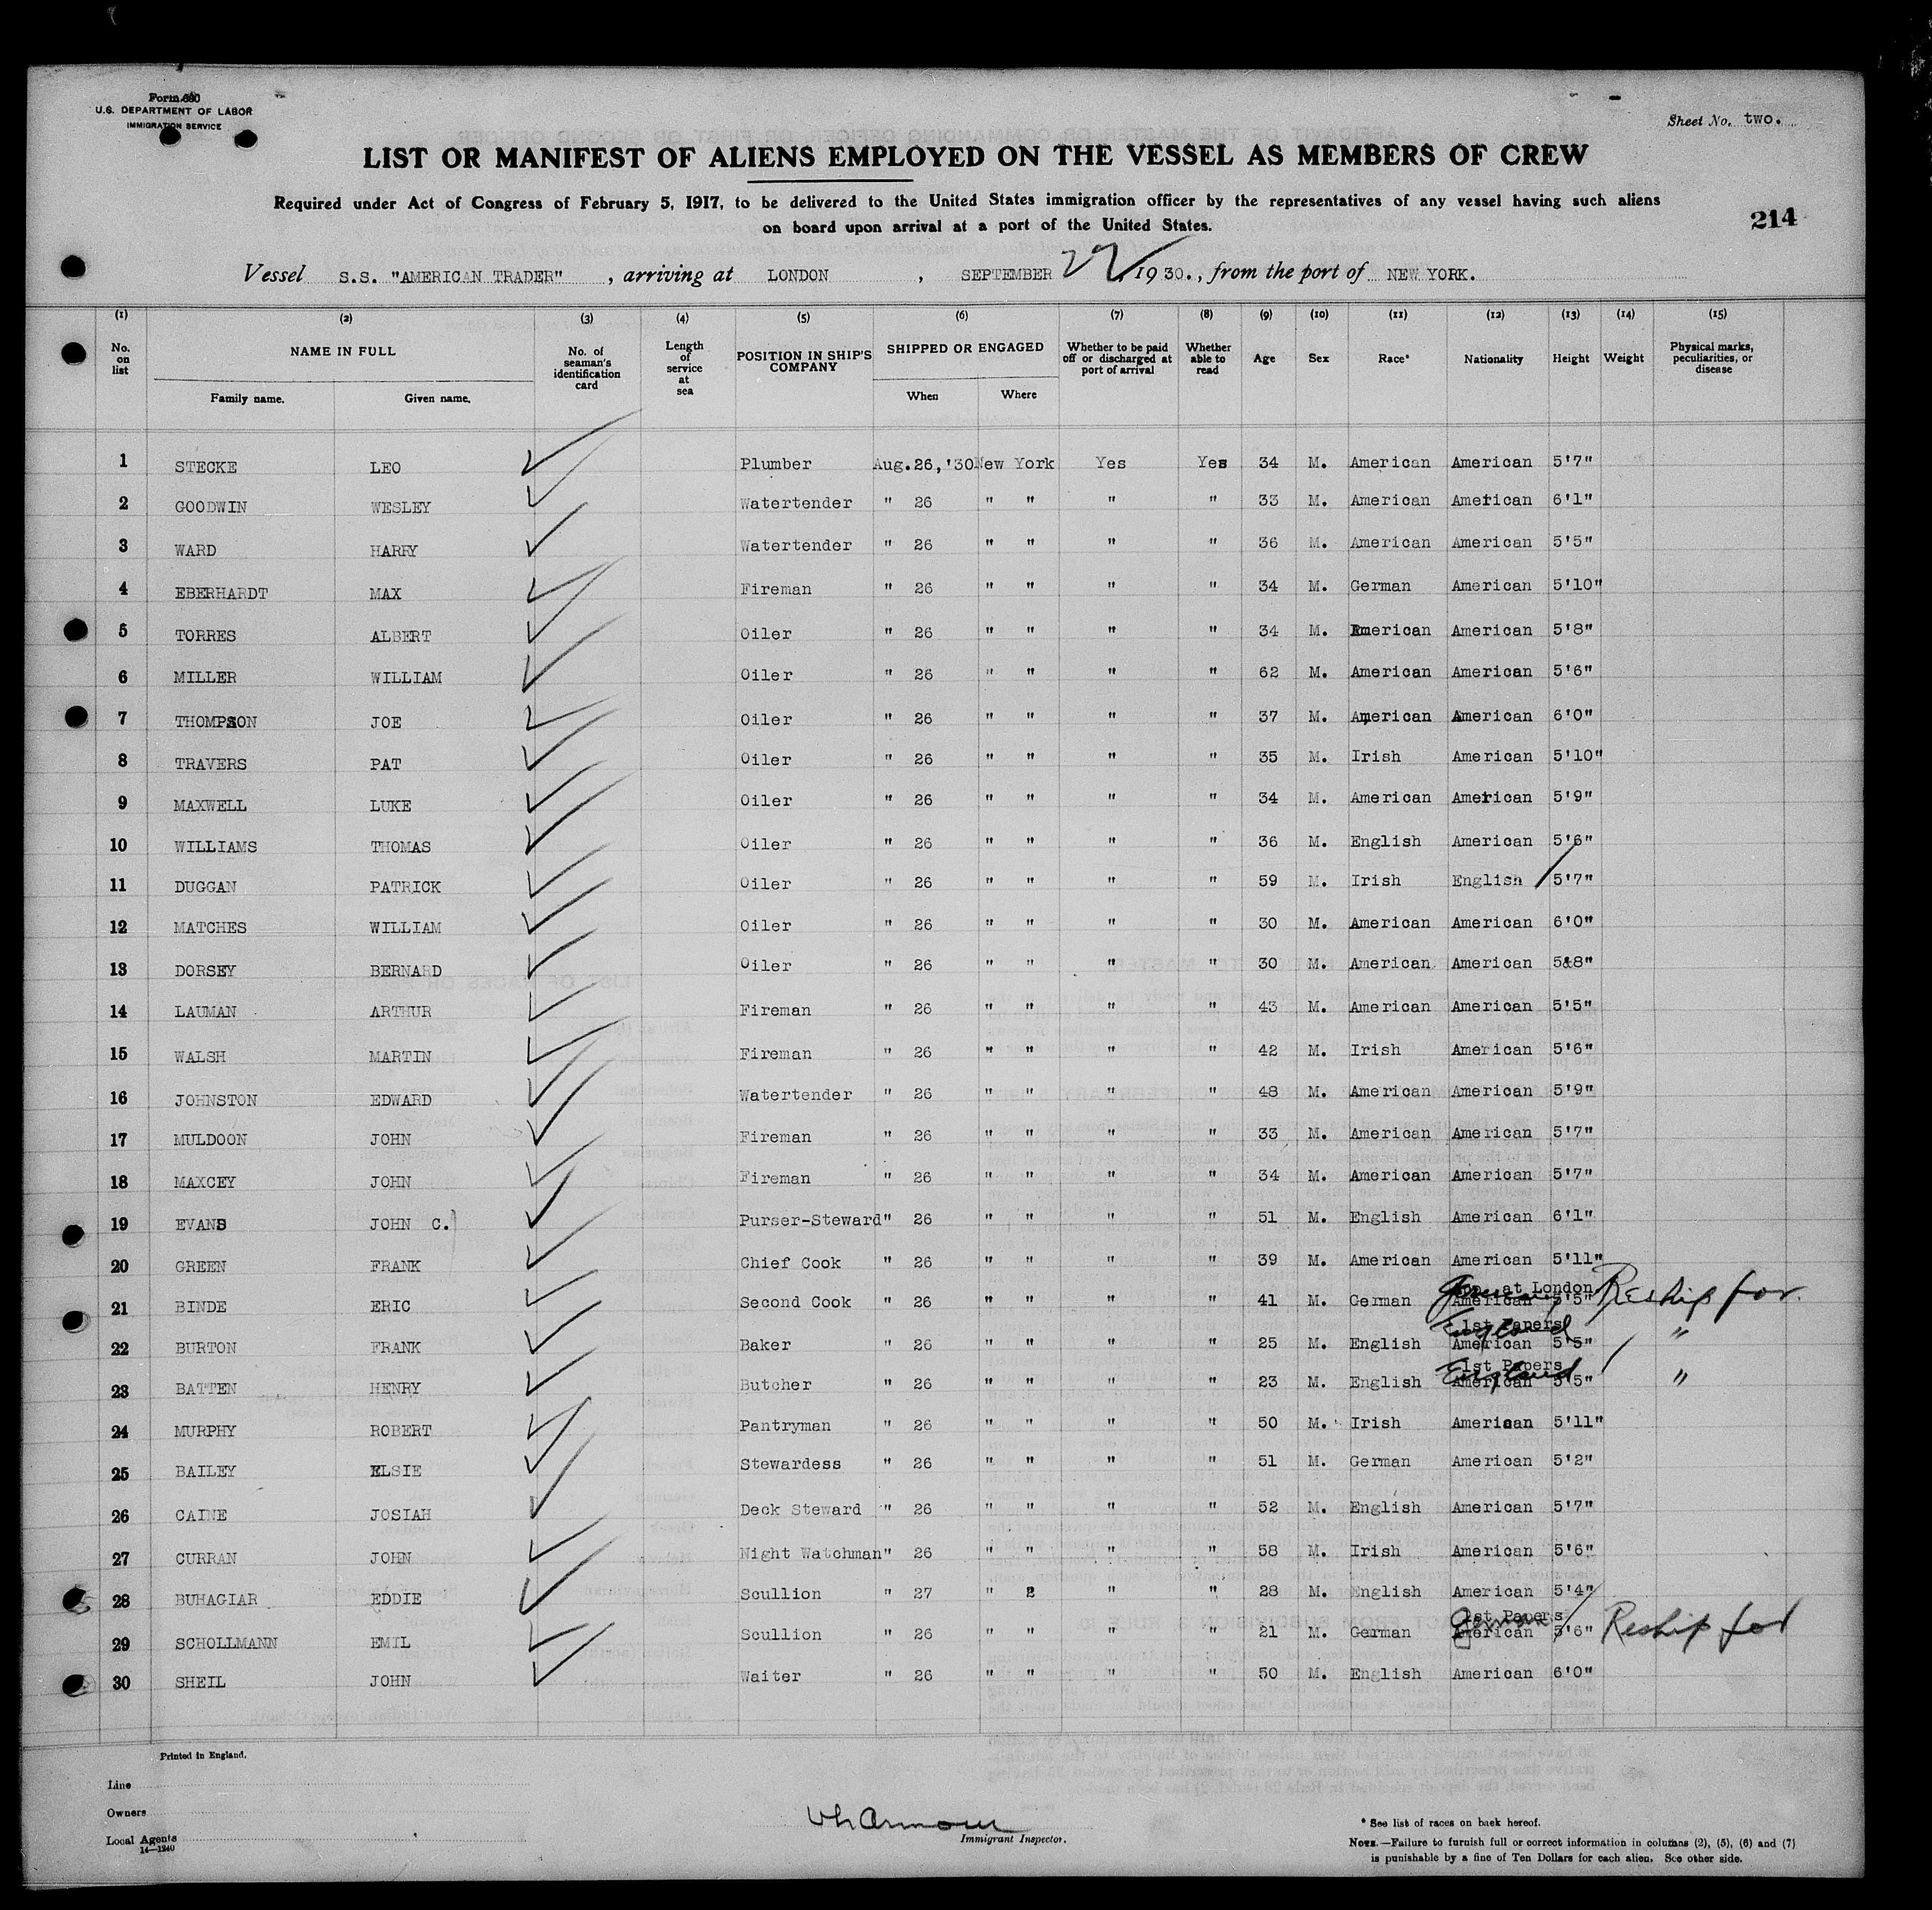 Form 680
U.S. DEPARTMENT OF LABOR
IMMIGRATION SERVICE
Sheet No. two.
LIST OR MANIFEST OF ALIENS EMPLOYED ON THE VESSEL AS MEMBERS OF CREW
Required under Act of Congress of February 5, 1917, to be delivered to the United States immigration officer by the representatives of any vessel having such aliens
on board upon arrival at a port of the United States.
214
Vessel S.S. "AMERICAN TRADER", arriving at LONDON, SEPTEMBER 22, 1930., from the port of NEW YORK.
(1) (2) (3) (4) (5) (6) (7) (8) (9) (10) (11) (12) (13) (14) (15)
No. on list NAME IN FULL Family name. Given name. No. of seaman's identification card Length of service at sea POSITION IN SHIP'S COMPANY SHIPPED OR ENGAGED When Where Whether to be paid off or discharged at port of arrival Whether able to read Age Sex Race* Nationality Height Weight Physical marks, peculiarities, or disease
1 STECKE LEO Plumber Aug.26,'30 New York Yes Yes 34 M. American American 5'7"
2 GOODWIN WESLEY Watertender " 26 " " " " 33 M. American American 6'1"
3 WARD HARRY Watertender " 26 " " " " 36 M. American American 5'5"
4 EBERHARDT MAX Fireman " 26 " " " " 34 M. German American 5'10"
5 TORRES ALBERT Oiler " 26 " " " " 34 M. American American 5'8"
6 MILLER WILLIAM Oiler " 26 " " " " 62 M. American American 5'6"
7 THOMPSON JOE Oiler " 26 " " " " 37 M. American American 6'0"
8 TRAVERS PAT Oiler " 26 " " " " 35 M. Irish American 5'10"
9 MAXWELL LUKE Oiler " 26 " " " " 34 M. American American 5'9"
10 WILLIAMS THOMAS Oiler " 26 " " " " 36 M. English American 5'6"
11 DUGGAN PATRICK Oiler " 26 " " " " 59 M. Irish English 5'7"
12 MATCHES WILLIAM Oiler " 26 " " " " 30 M. American American 6'0"
13 DORSEY BERNARD Oiler " 26 " " " " 30 M. American American 5&8"
14 LAUMAN ARTHUR Fireman " 26 " " " " 43 M. American American 5'5"
15 WALSH MARTIN Fireman " 26 " " " " 42 M. Irish American 5'6"
16 JOHNSTON EDWARD Watertender " 26 " " " " 48 M. American American 5'9"
17 MULDOON JOHN Fireman " 26 " " " " 33 M. American American 5'7"
18 MAXCEY JOHN Fireman " 26 " " " " 34 M. American American 5'7"
19 EVANS JOHN C. Purser-Steward " 26 " " " " 51 M. English American 6'1"
20 GREEN FRANK Chief Cook " 26 " " " " 39 M. American American 5'11"
at London
21 BINDE ERIC Second Cook " 26 " " " " 41 M. German American German 5'5" Reship for.
1st Papers
22 BURTON FRANK Baker " 26 " " " " 25 M. English American England 5'5" "
1st Papers
23 BATTEN HENRY Butcher " 26 " " " " 23 M. English American England 5'5" "
24 MURPHY ROBERT Pantryman " 26 " " " " 50 M. Irish American 5'11"
25 BAILEY ELSIE Stewardess " 26 " " " " 51 M. German American 5'2"
26 CAINE JOSIAH Deck Steward " 26 " " " " 52 M. English American 5'7"
27 CURRAN JOHN Night Watchman " 26 " " " " 58 M. Irish American 5'6"
28 BUHAGIAR EDDIE Scullion " 27 " 2 " " 28 M. English American 5'4"
1st Papers
29 SCHOLLMANN EMIL Scullion " 26 " " " " 21 M. German American German 5'6" Reship for
30 SHEIL JOHN Waiter " 26 " " " " 50 M. English American 6'0"
Printed in England.
Line
Owners
Local Agents
14—1240
Immigrant Inspector.
* See list of races on back hereof.
NOTE.—Failure to furnish full or correct information in columns (2), (5), (6) and (7)
is punishable by a fine of Ten Dollars for each alien. See other side.